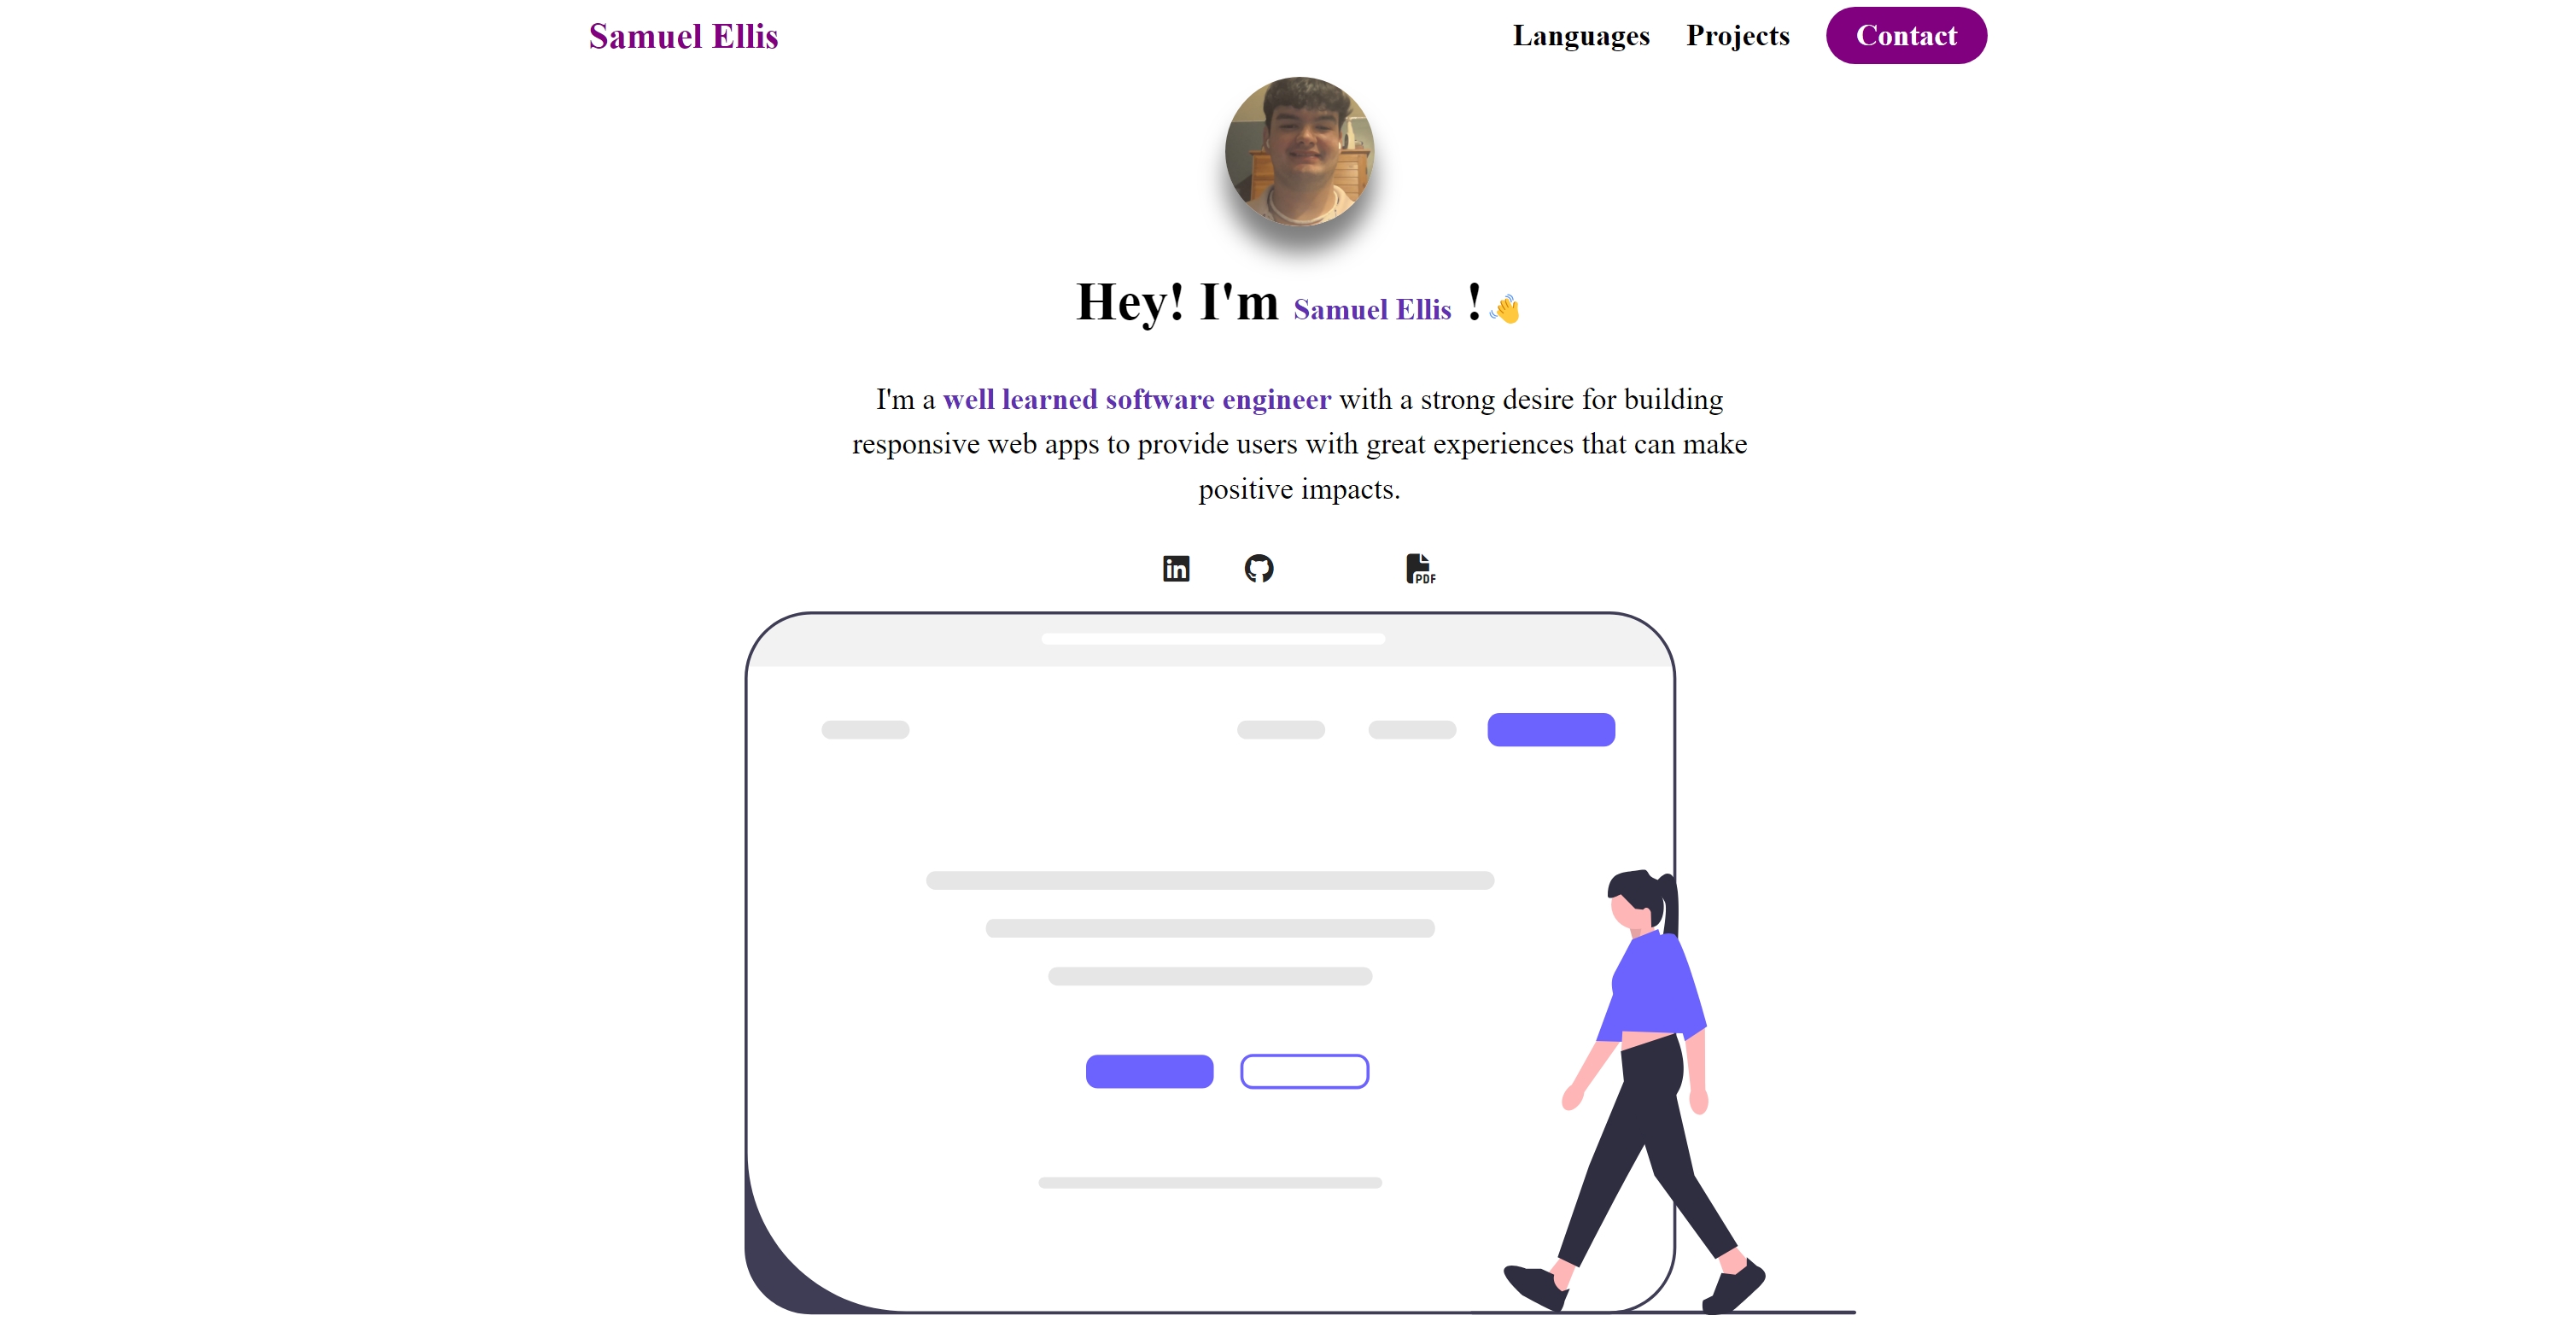 Samuel Ellis
Languages Projects Contact
Hey! I'm Samuel Ellis !👋
I'm a well learned software engineer with a strong desire for building
responsive web apps to provide users with great experiences that can make
positive impacts.
in
PDF